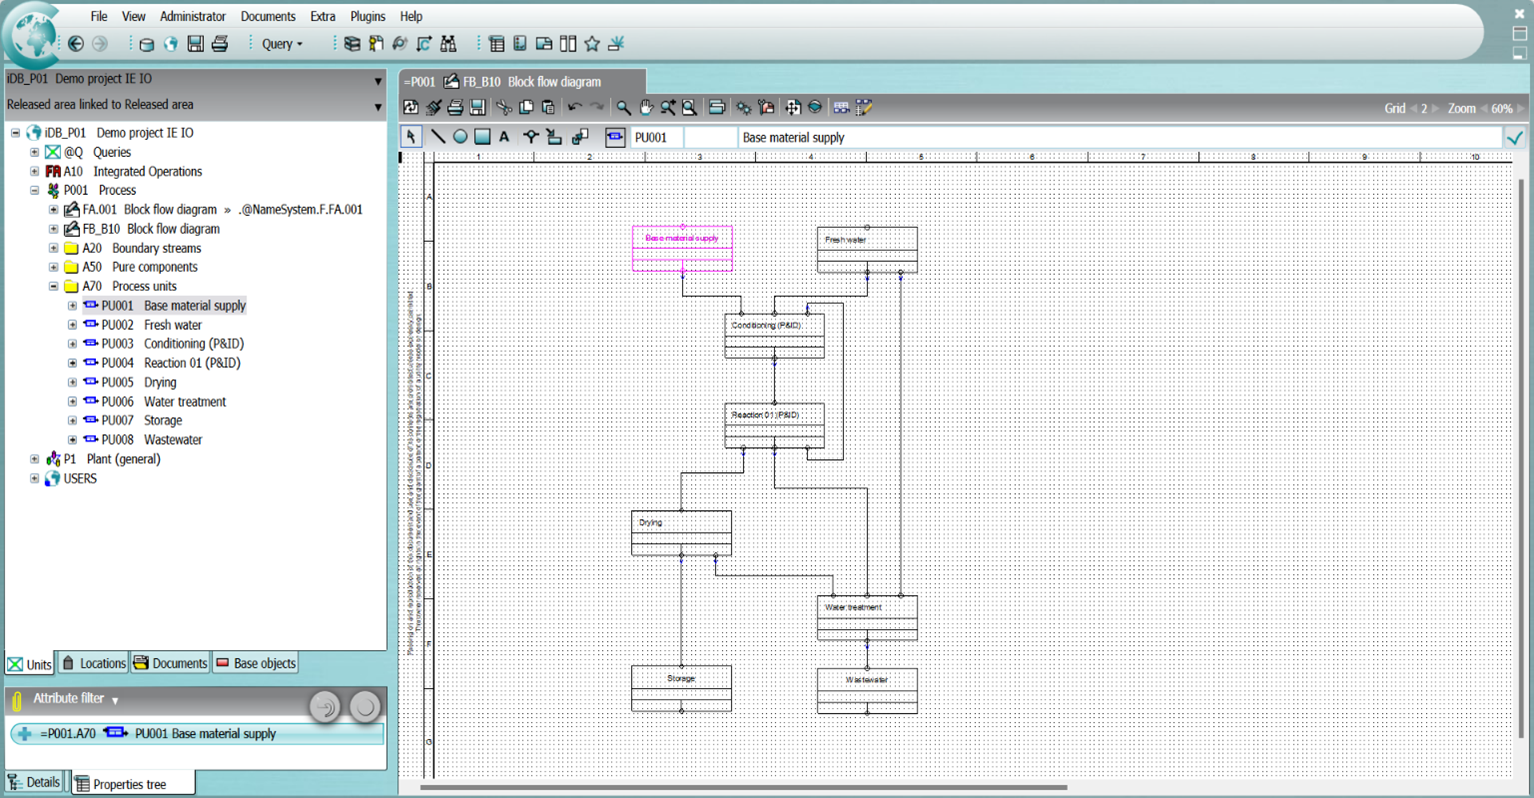 File View Administrator Documents Extra Plugins Help
Query
iDB_P01 Demo project IE IO
Released area linked to Released area
iDB_P01 Demo project IE IO
@Q Queries
FA A10 Integrated Operations
P001 Process
FA.001 Block flow diagram » .@NameSystem.F.FA.001
FB_B10 Block flow diagram
A20 Boundary streams
A50 Pure components
A70 Process units
PU001 Base material supply
PU002 Fresh water
PU003 Conditioning (P&ID)
PU004 Reaction 01 (P&ID)
PU005 Drying
PU006 Water treatment
PU007 Storage
PU008 Wastewater
P1 Plant (general)
USERS
Units Locations Documents Base objects
Attribute filter
=P001.A70 PU001 Base material supply
Details Properties tree
=P001 FB_B10 Block flow diagram
Grid 2 Zoom 60%
A PU001 Base material supply
1 2 3 4 5 6 7 8 9 10
A
B
C
D
E
F
G
Base material supply
Fresh water
Conditioning (P&ID)
Reaction 01 (P&ID)
Drying
Water treatment
Storage
Wastewater